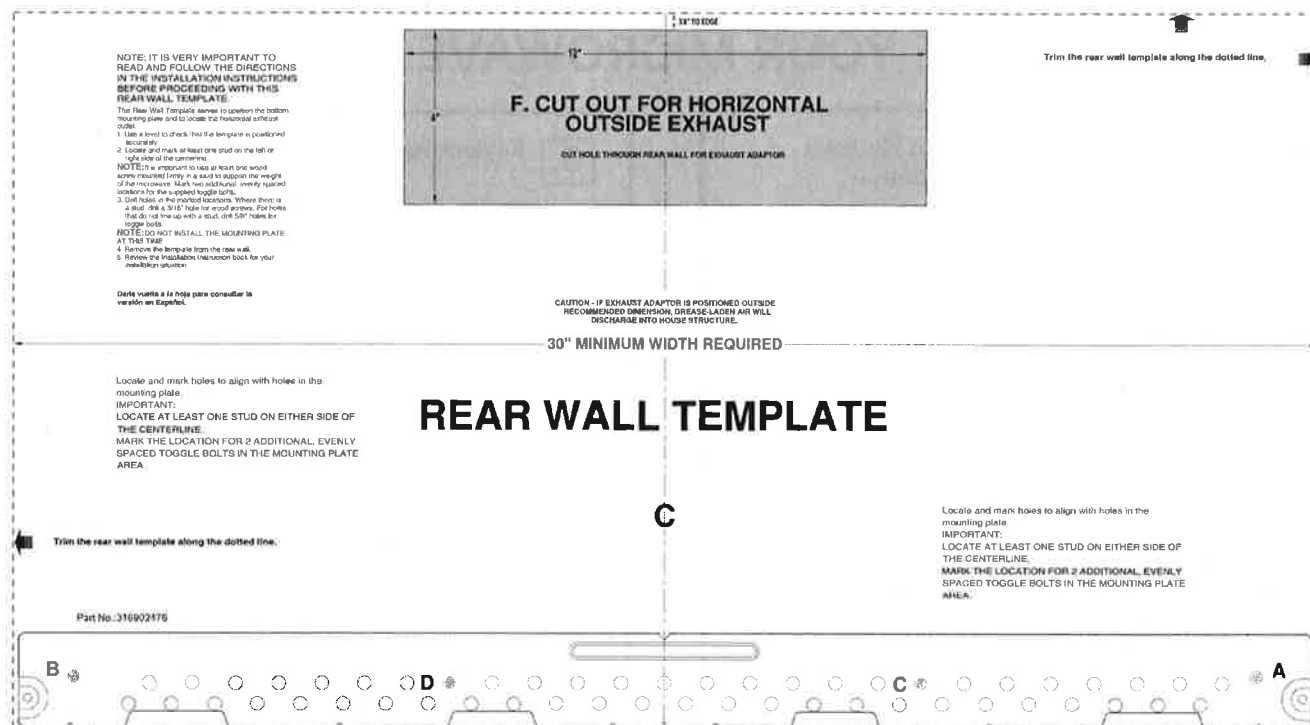 3/8" TO EDGE
NOTE: IT IS VERY IMPORTANT TO
READ AND FOLLOW THE DIRECTIONS
IN THE INSTALLATION INSTRUCTIONS
BEFORE PROCEEDING WITH THIS
REAR WALL TEMPLATE.
The Rear Wall Template serves to position the bottom
mounting plate and to locate the horizontal exhaust
outlet.
1. Use a level to check that the template is positioned
accurately.
2. Locate and mark at least one stud on the left or
right side of the centerline.
NOTE: It is important to use at least one wood
screw mounted firmly in a stud to support the weight
of the microwave. Mark two additional, evenly spaced
locations for the supplied toggle bolts.
3. Drill holes in the marked locations. Where there is
a stud, drill a 3/16" hole for wood screws. For holes
that do not line up with a stud, drill 5/8" holes for
toggle bolts.
NOTE: DO NOT INSTALL THE MOUNTING PLATE
AT THIS TIME
4. Remove the template from the rear wall.
5. Review the Installation Instruction book for your
installation situation
Darle vuelta a la hoja para consultar la
versión en Español.
12"
4"
F. CUT OUT FOR HORIZONTAL
OUTSIDE EXHAUST
CUT HOLE THROUGH REAR WALL FOR EXHAUST ADAPTOR
Trim the rear wall template along the dotted line.
CAUTION - IF EXHAUST ADAPTOR IS POSITIONED OUTSIDE
RECOMMENDED DIMENSION, GREASE-LADEN AIR WILL
DISCHARGE INTO HOUSE STRUCTURE.
30" MINIMUM WIDTH REQUIRED
Locate and mark holes to align with holes in the
mounting plate.
IMPORTANT:
LOCATE AT LEAST ONE STUD ON EITHER SIDE OF
THE CENTERLINE.
MARK THE LOCATION FOR 2 ADDITIONAL, EVENLY
SPACED TOGGLE BOLTS IN THE MOUNTING PLATE
AREA.
REAR WALL TEMPLATE
C
Trim the rear wall template along the dotted line.
Locate and mark holes to align with holes in the
mounting plate.
IMPORTANT:
LOCATE AT LEAST ONE STUD ON EITHER SIDE OF
THE CENTERLINE.
MARK THE LOCATION FOR 2 ADDITIONAL, EVENLY
SPACED TOGGLE BOLTS IN THE MOUNTING PLATE
AREA.
Part No.:316902476
B
D
C
A